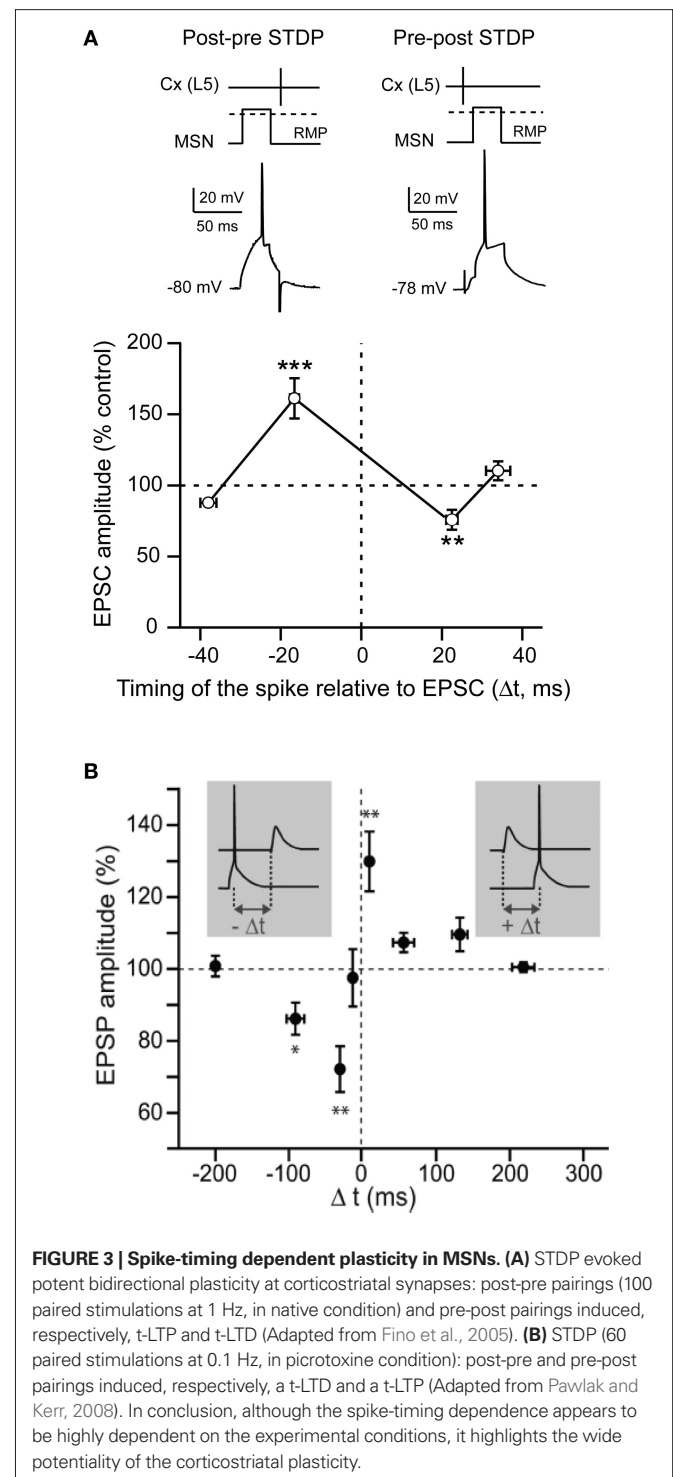 A
Post-pre STDP
Pre-post STDP
Cx (L5)
MSN
RMP
20 mV
50 ms
-80 mV
Cx (L5)
MSN
RMP
20 mV
50 ms
-78 mV
EPSC amplitude (% control)
200
150
100
50
0
***
**
-40 -20 0 20 40
Timing of the spike relative to EPSC (Δt, ms)
B
EPSP amplitude (%)
140
120
100
80
60
- Δt
+ Δt
**
*
**
-200 -100 0 100 200 300
Δ t (ms)
FIGURE 3 | Spike-timing dependent plasticity in MSNs. (A) STDP evoked
potent bidirectional plasticity at corticostriatal synapses: post-pre pairings (100
paired stimulations at 1 Hz, in native condition) and pre-post pairings induced,
respectively, t-LTP and t-LTD (Adapted from Fino et al., 2005). (B) STDP (60
paired stimulations at 0.1 Hz, in picrotoxine condition): post-pre and pre-post
pairings induced, respectively, a t-LTD and a t-LTP (Adapted from Pawlak and
Kerr, 2008). In conclusion, although the spike-timing dependence appears to
be highly dependent on the experimental conditions, it highlights the wide
potentiality of the corticostriatal plasticity.